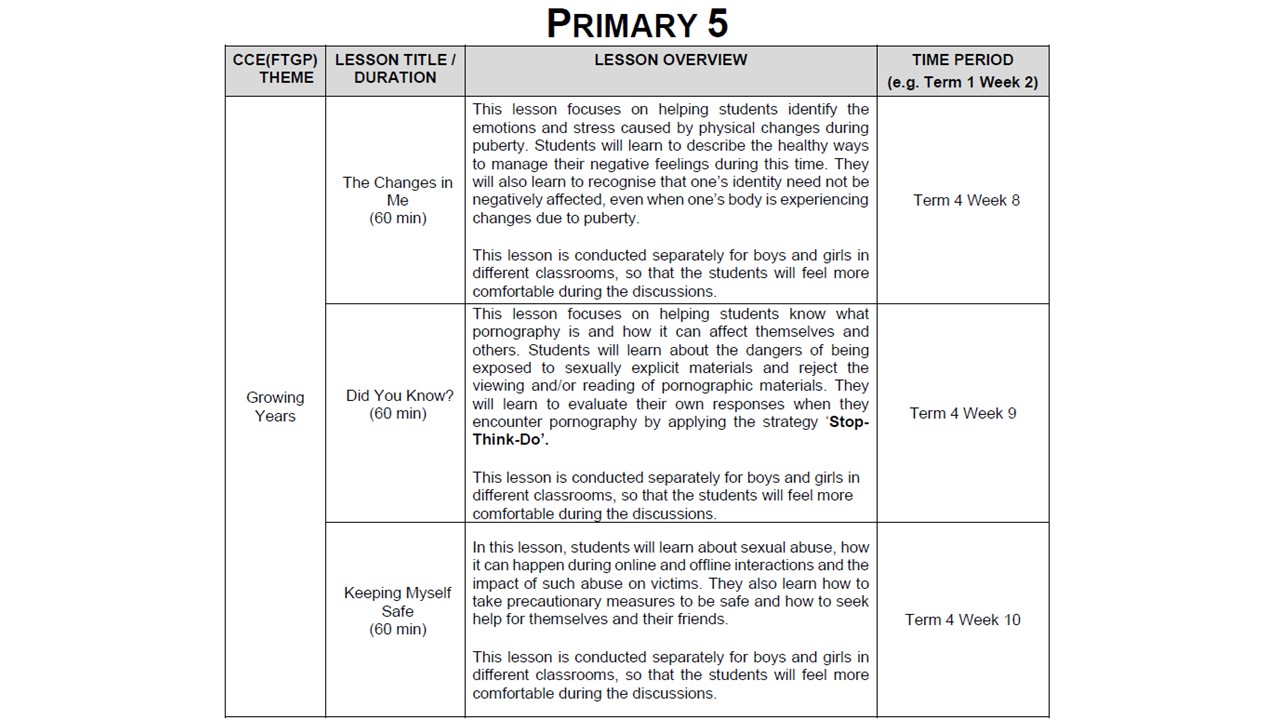 PRIMARY 5
CCE(FTGP)
THEME
LESSON TITLE /
DURATION
LESSON OVERVIEW
TIME PERIOD
(e.g. Term 1 Week 2)
Growing
Years
The Changes in
Me
(60 min)
This lesson focuses on helping students identify the
emotions and stress caused by physical changes during
puberty. Students will learn to describe the healthy ways
to manage their negative feelings during this time. They
will also learn to recognise that one's identity need not be
negatively affected, even when one's body is experiencing
changes due to puberty.
This lesson is conducted separately for boys and girls in
different classrooms, so that the students will feel more
comfortable during the discussions.
Term 4 Week 8
Did You Know?
(60 min)
This lesson focuses on helping students know what
pornography is and how it can affect themselves and
others. Students will learn about the dangers of being
exposed to sexually explicit materials and reject the
viewing and/or reading of pornographic materials. They
will learn to evaluate their own responses when they
encounter pornography by applying the strategy ‘Stop-
Think-Do’.
This lesson is conducted separately for boys and girls in
different classrooms, so that the students will feel more
comfortable during the discussions.
Term 4 Week 9
Keeping Myself
Safe
(60 min)
In this lesson, students will learn about sexual abuse, how
it can happen during online and offline interactions and the
impact of such abuse on victims. They also learn how to
take precautionary measures to be safe and how to seek
help for themselves and their friends.
This lesson is conducted separately for boys and girls in
different classrooms, so that the students will feel more
comfortable during the discussions.
Term 4 Week 10